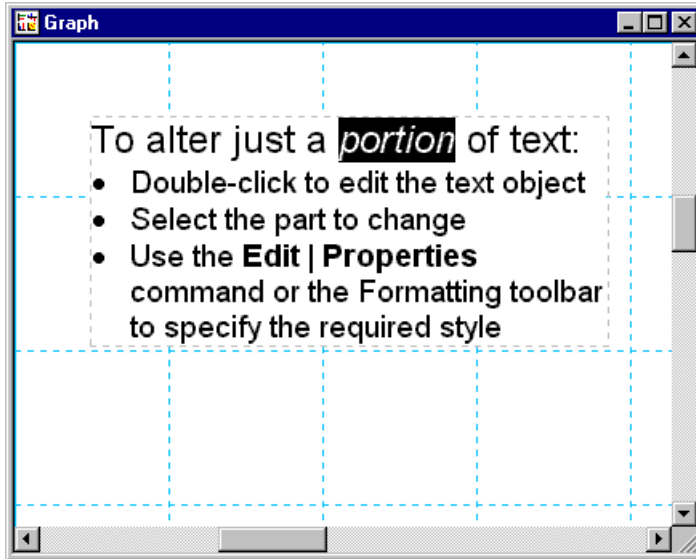 Graph
To alter just a portion of text:
● Double-click to edit the text object
● Select the part to change
● Use the Edit | Properties
command or the Formatting toolbar
to specify the required style